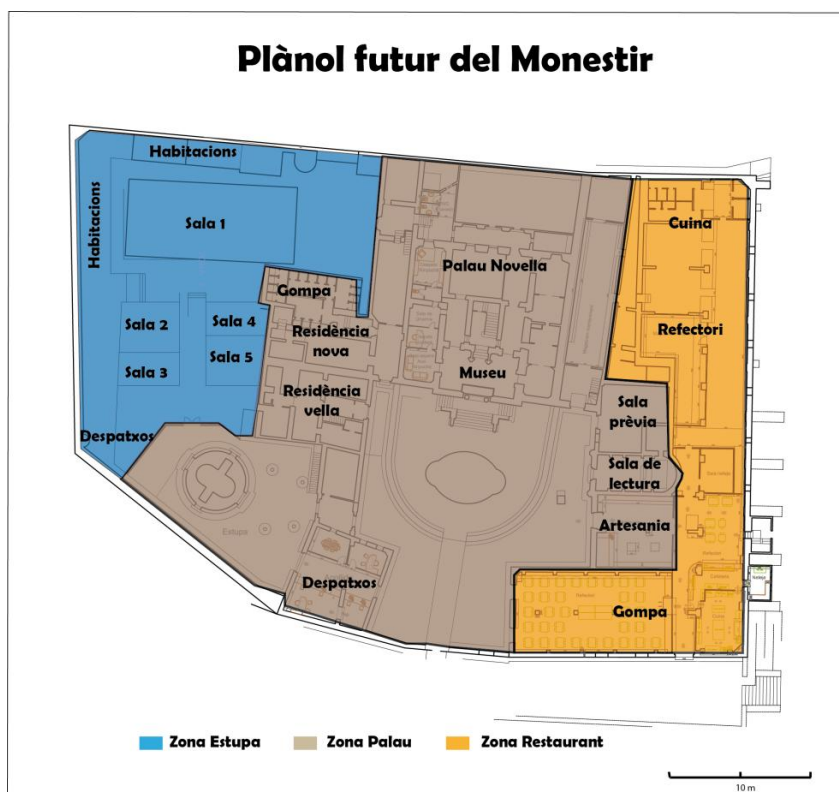 Plànol futur del Monestir
Habitacions
Habitacions
Sala 1
Cuina
Palau Novella
Gompa
Sala 2
Sala 4
Residència
nova
Refectori
Sala 3
Sala 5
Museu
Residència
vella
Sala
prèvia
Despatxos
Sala de
lectura
Artesania
Estupa
Despatxos
Gompa
Zona Estupa
Zona Palau
Zona Restaurant
10 m